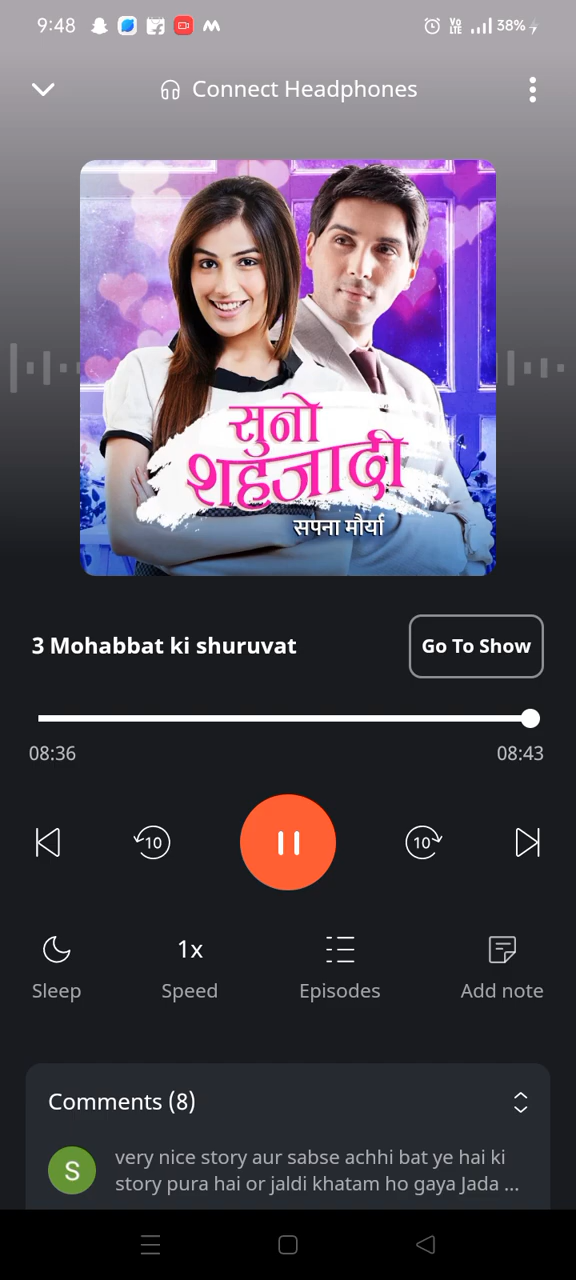 9:48
Vo
LTE
38%
Connect Headphones
सुनो
शहजादी
सपना मौर्या
3 Mohabbat ki shuruvat
Go To Show
08:36
08:43
10
10
1x
Sleep
Speed
Episodes
Add note
Comments (8)
S
very nice story aur sabse achhi bat ye hai ki
story pura hai or jaldi khatam ho gaya Jada ...